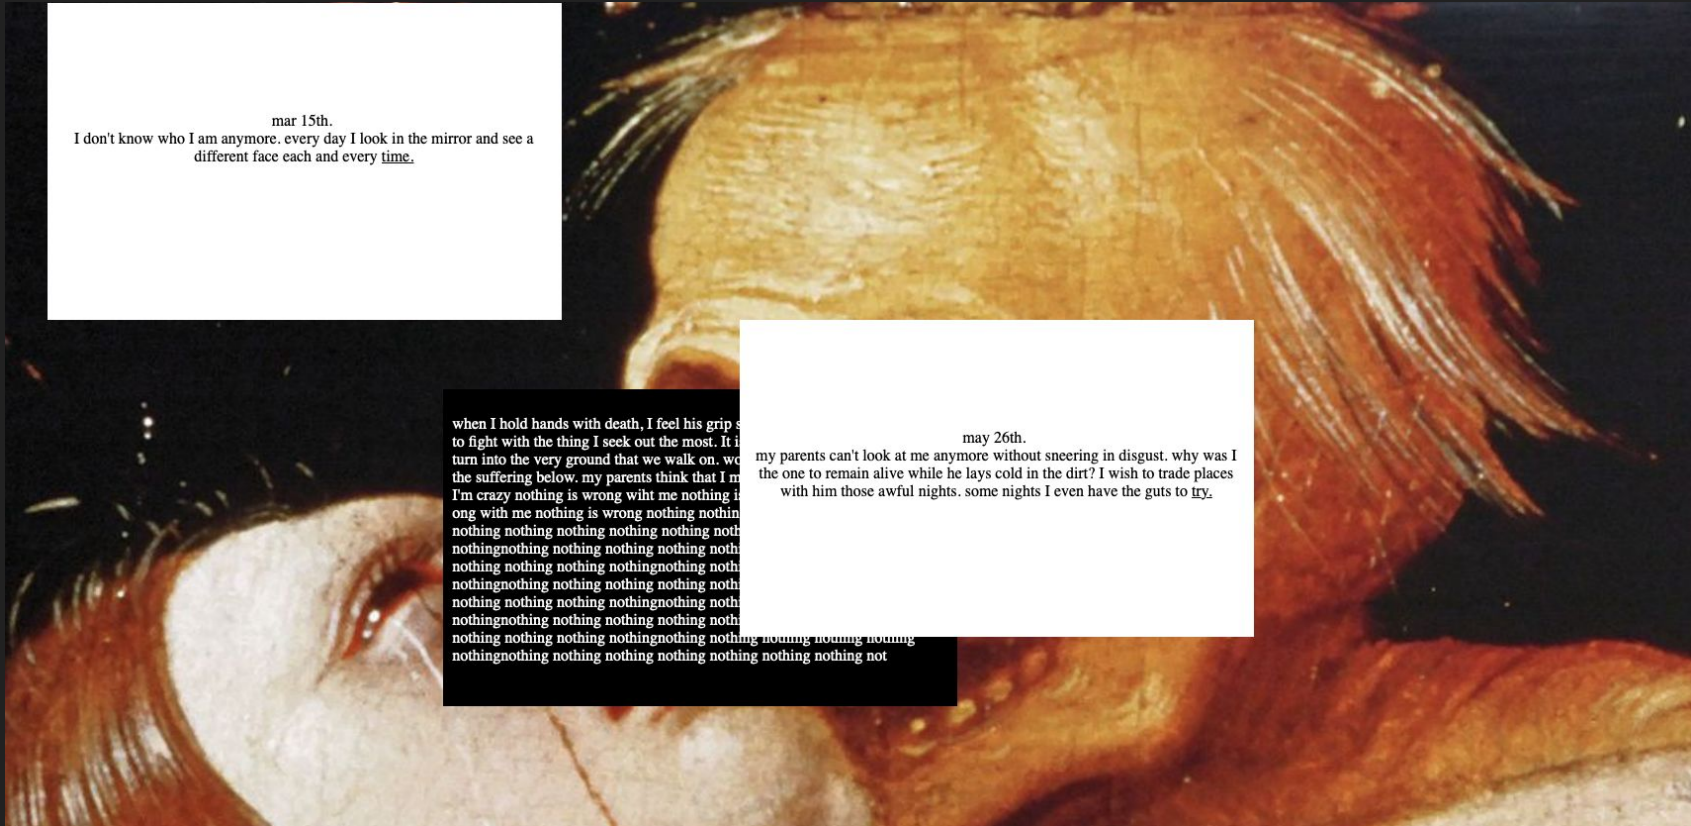 mar 15th.
I don't know who I am anymore. every day I look in the mirror and see a
different face each and every time.
when I hold hands with death, I feel his grip
to fight with the thing I seek out the most. It
turn into the very ground that we walk on.
the suffering below. my parents think that I
I'm crazy nothing is wrong wiht me nothing
ong with me nothing is wrong nothing
nothing nothing nothing nothing nothing
nothingnothing nothing nothing nothing
nothing nothing nothing nothingnothing
nothingnothing nothing nothing nothing
nothing nothing nothing nothingnothing
nothingnothing nothing nothing nothing
nothing nothing nothing nothingnothing nothing nothing nothing nothing
nothingnothing nothing nothing nothing nothing nothing nothing not
may 26th.
my parents can't look at me anymore without sneering in disgust. why was I
the one to remain alive while he lays cold in the dirt? I wish to trade places
with him those awful nights. some nights I even have the guts to try.